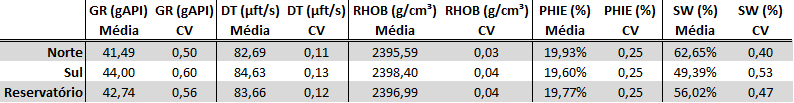 GR (gAPI) GR (gAPI) DT (µft/s) DT (µft/s) RHOB (g/cm³) RHOB (g/cm³) PHIE (%) PHIE (%) SW (%) SW (%)
Média CV Média CV Média CV Média CV Média CV
Norte 41,49 0,50 82,69 0,11 2395,59 0,03 19,93% 0,25 62,65% 0,40
Sul 44,00 0,60 84,63 0,13 2398,40 0,04 19,60% 0,25 49,39% 0,53
Reservatório 42,74 0,56 83,66 0,12 2396,99 0,04 19,77% 0,25 56,02% 0,47